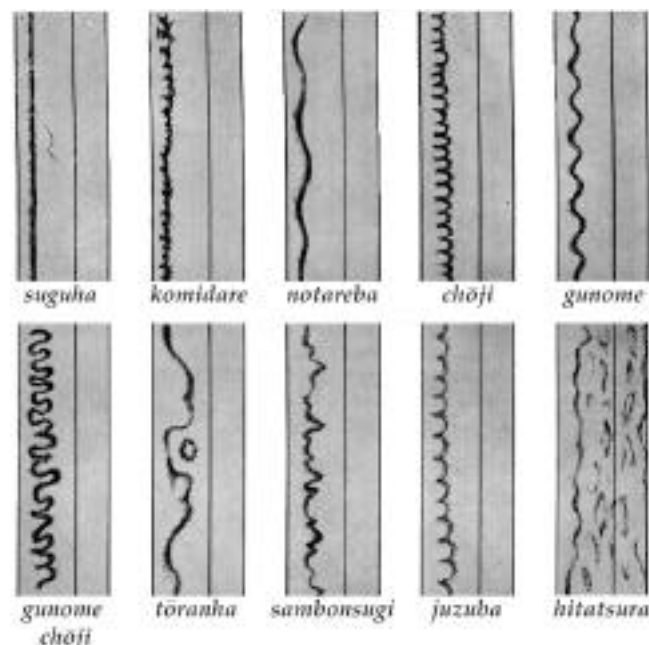 suguha
komidare
notareba
chōji
gunome
gunome
chōji
tōranha
sambonsugi
juzuba
hitatsura